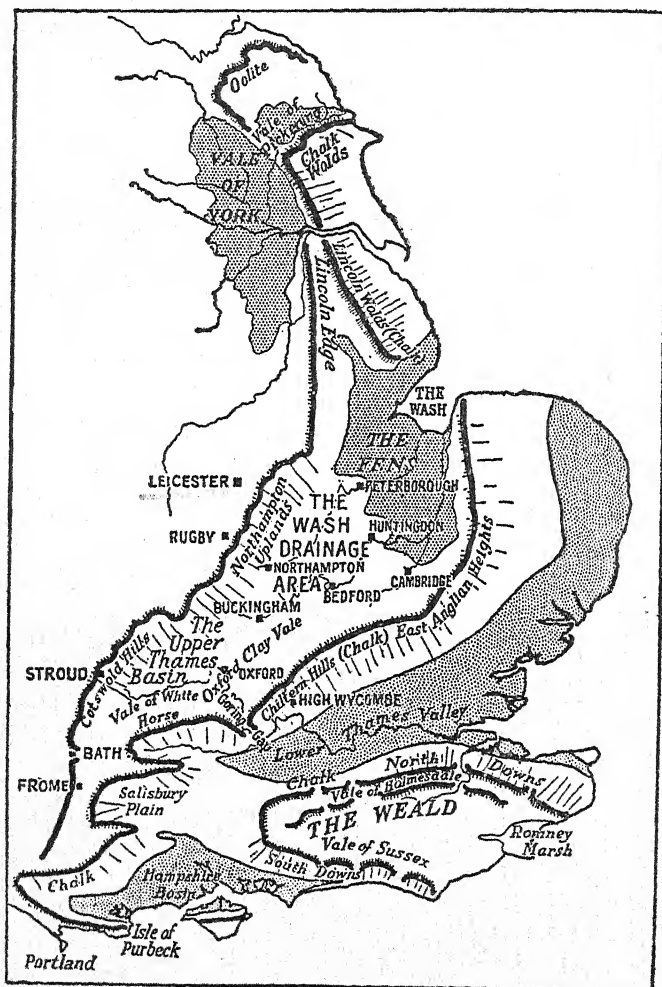 Oolite
Vale of
Pickering
Chalk
Wolds
VALE
OF
YORK
Lincoln Edge
Lincoln Wolds (Chalk)
THE
WASH
THE
FENS
LEICESTER
PETERBOROUGH
RUGBY
Northampton
Uplands
THE
WASH
DRAINAGE
AREA
HUNTINGDON
NORTHAMPTON
BEDFORD
CAMBRIDGE
BUCKINGHAM
East Anglian Heights
Chiltern Hills (Chalk)
Cotswold Hills
The
Upper
Thames
Basin
Oxford Clay Vale
OXFORD
STROUD
Vale of White
Horse
Goring Gap
HIGH WYCOMBE
Lower Thames Valley
BATH
FROME
Salisbury
Plain
Chalk
North
Downs
Vale of Holmesdale
THE WEALD
Vale of Sussex
Romney
Marsh
South Downs
Chalk
Hampshire
Basin
Isle of
Purbeck
Portland